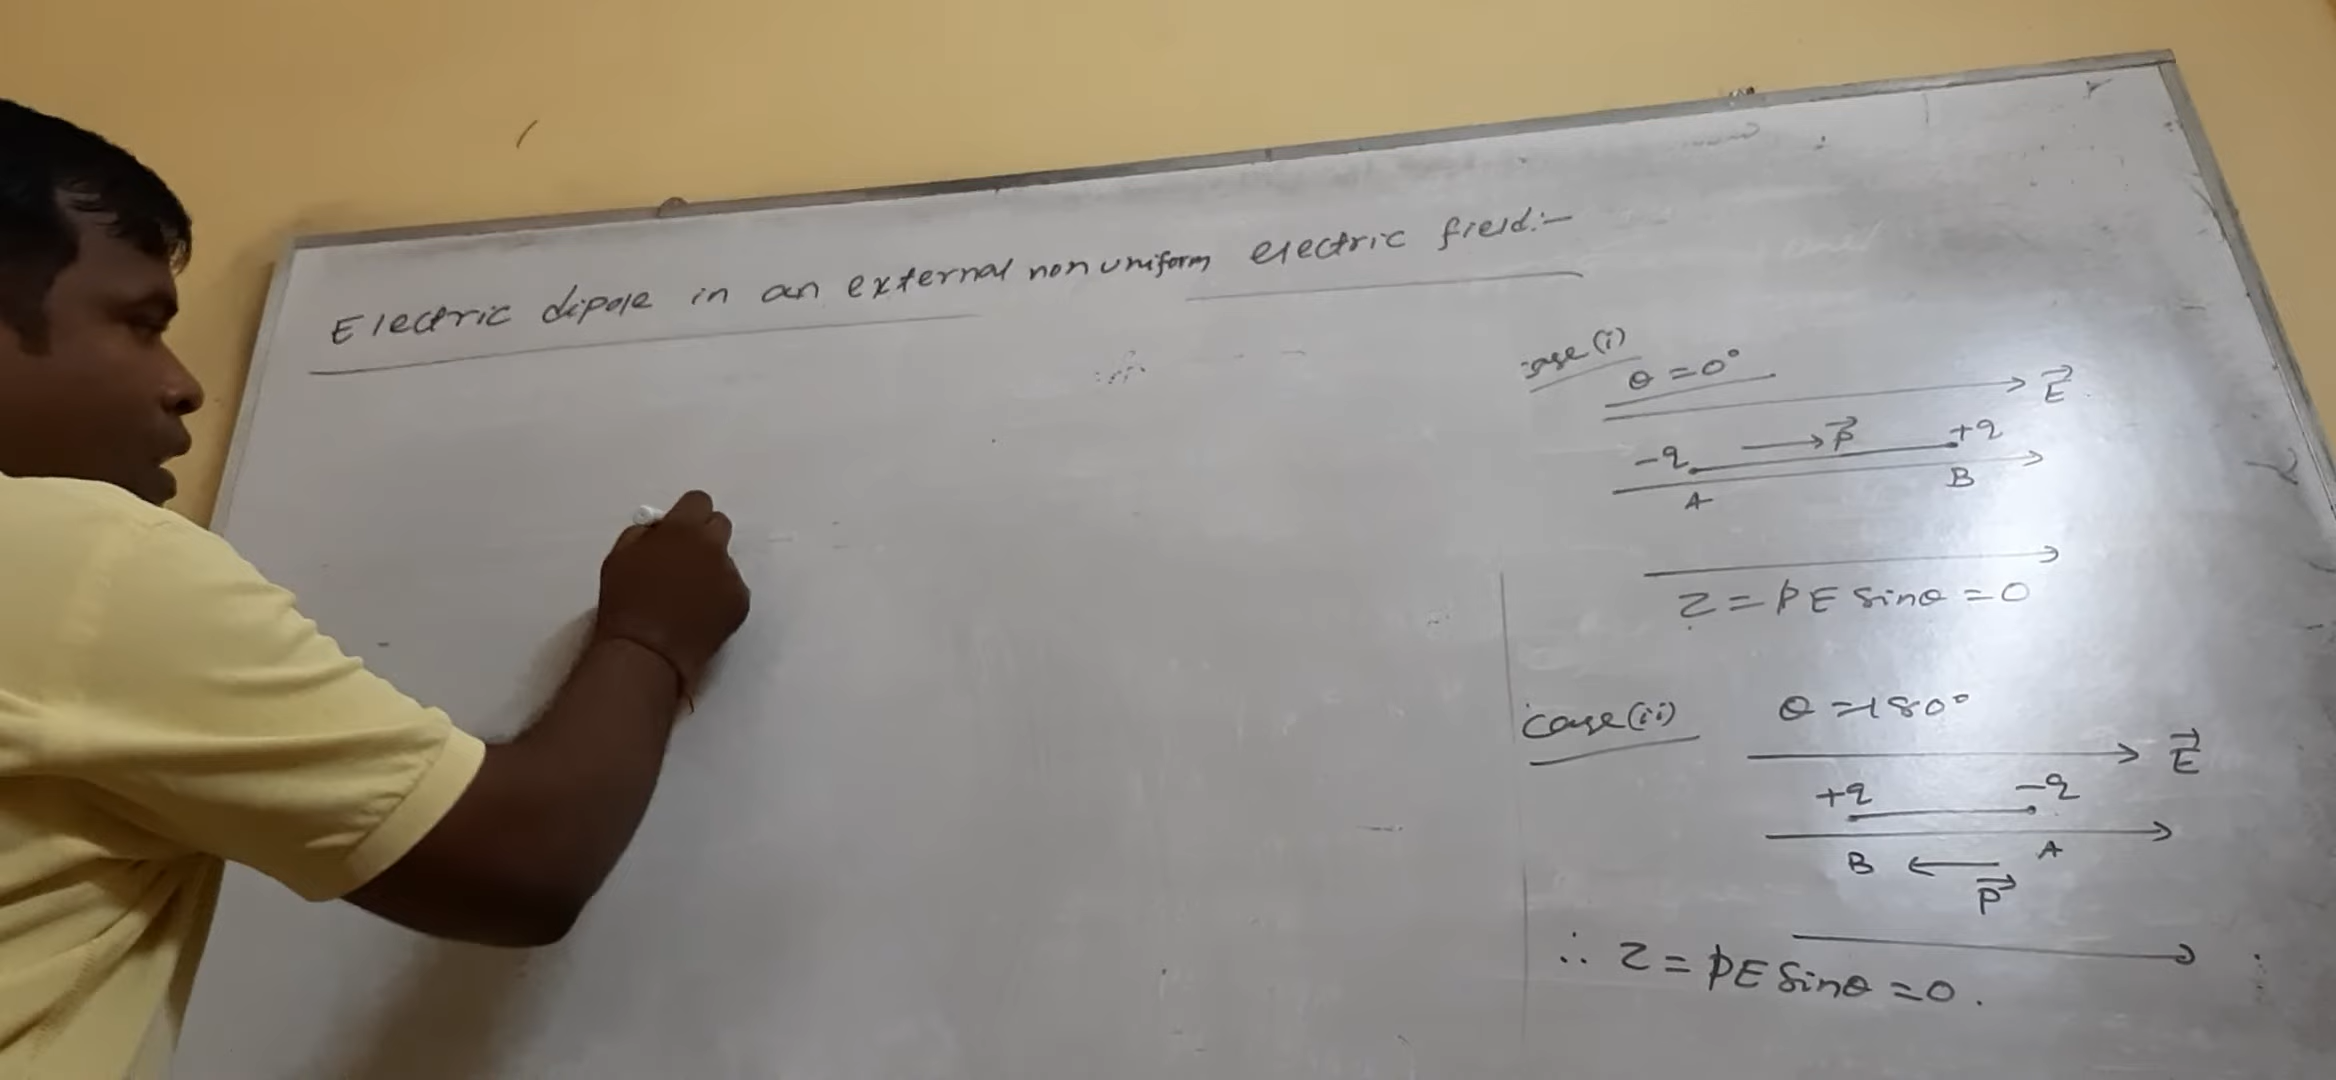 Electric dipole in an external non uniform electric field:-
case (i)
θ = 0°
E
-q P +q
A B
τ = PE sinθ = 0
case (ii) θ = 180°
E
+q -q
B A
P
∴ τ = PE sinθ = 0.